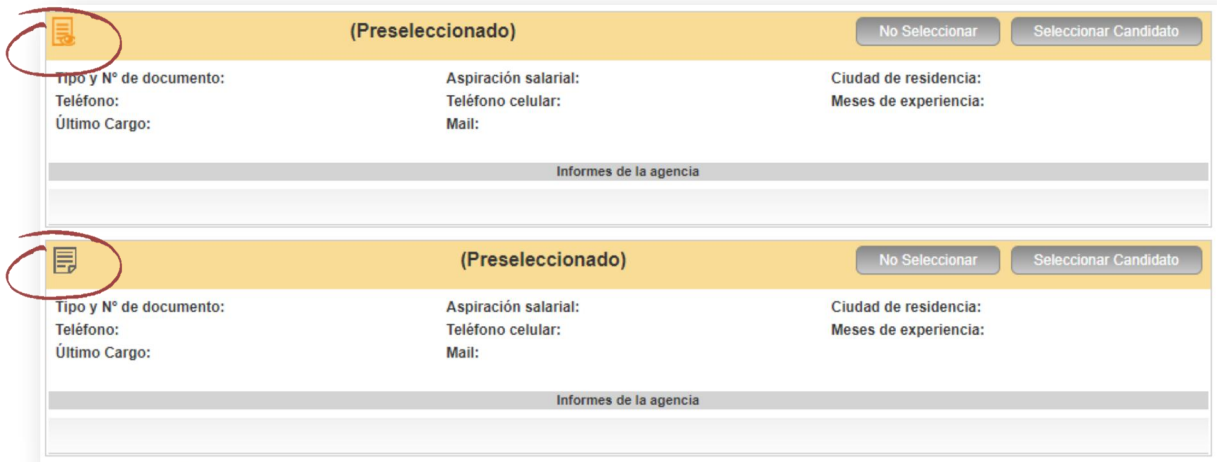 (Preseleccionado) No Seleccionar Seleccionar Candidato
Tipo y Nº de documento: Aspiración salarial: Ciudad de residencia:
Teléfono: Teléfono celular: Meses de experiencia:
Último Cargo: Mail:
Informes de la agencia
(Preseleccionado) No Seleccionar Seleccionar Candidato
Tipo y Nº de documento: Aspiración salarial: Ciudad de residencia:
Teléfono: Teléfono celular: Meses de experiencia:
Último Cargo: Mail:
Informes de la agencia